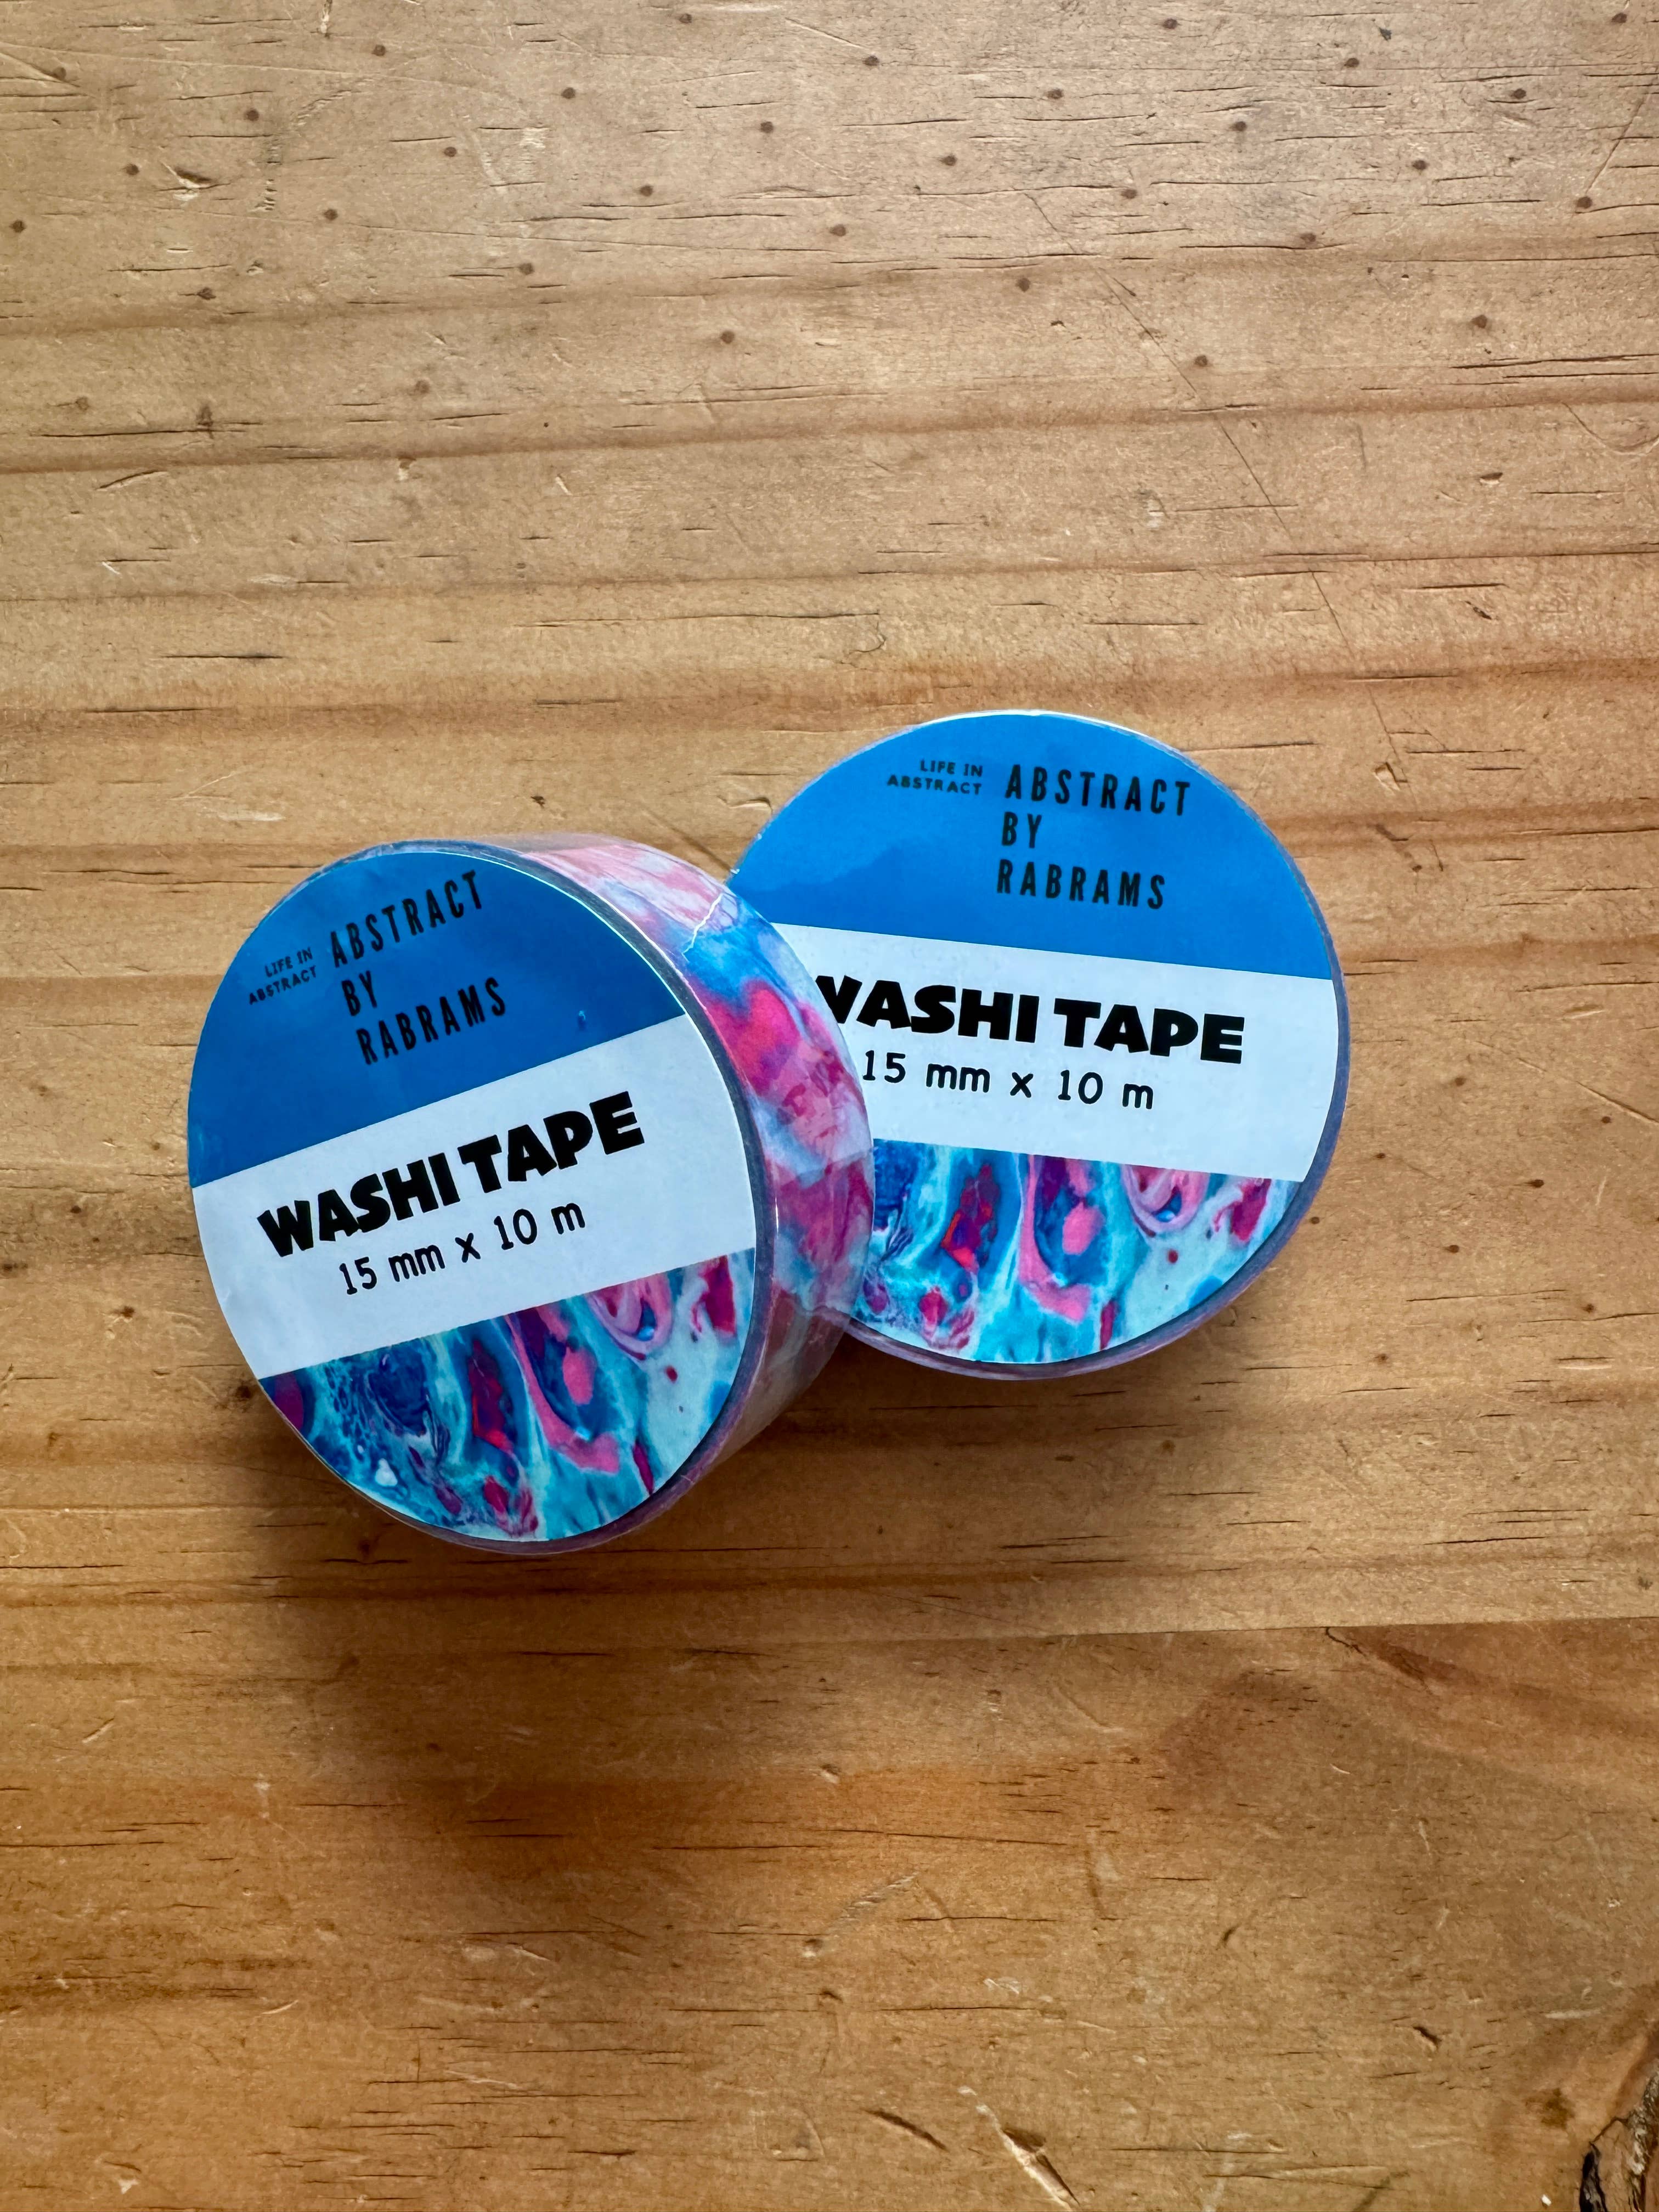 LIFE IN
ABSTRACT
ABSTRACT
BY
RABRAMS
WASHI TAPE
15 mm x 10 m
LIFE IN
ABSTRACT
ABSTRACT
BY
RABRAMS
WASHI TAPE
15 mm x 10 m